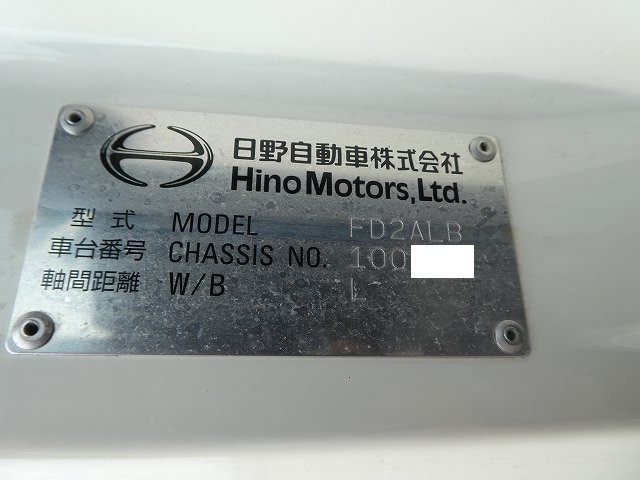 日野自動車株式会社
Hino Motors, Ltd.
型式 MODEL FD2ALB
車台番号 CHASSIS NO. 100
軸間距離 W/B L